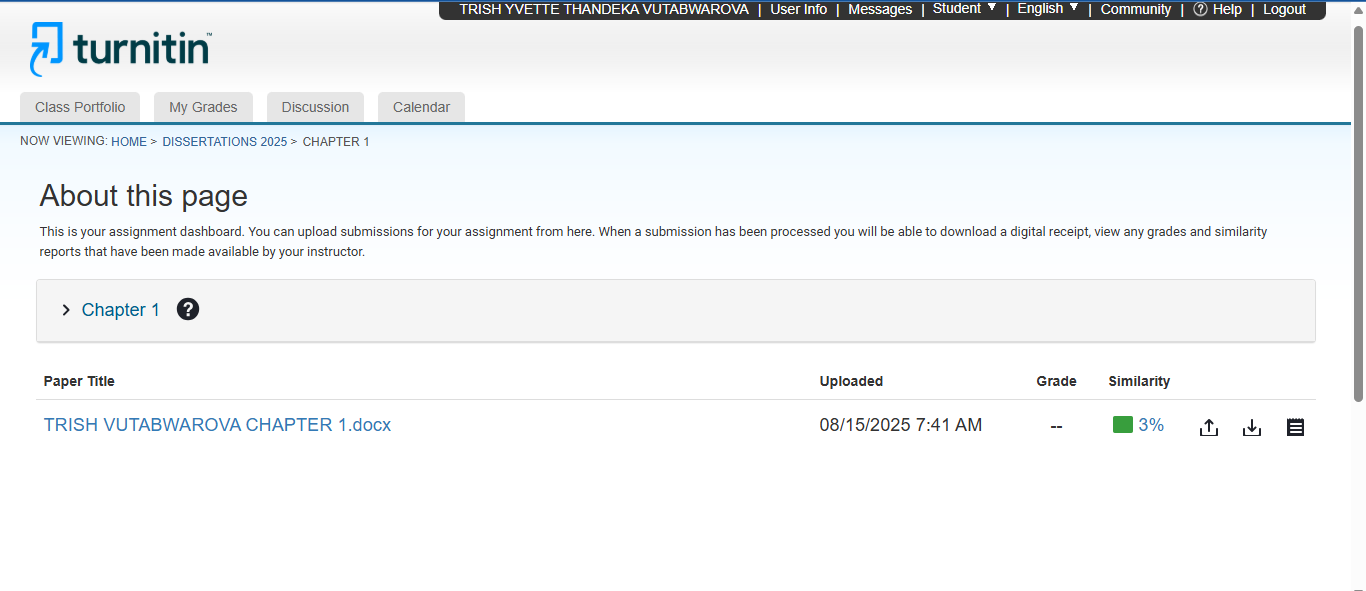 TRISH YVETTE THANDEKA VUTABWAROVA | User Info | Messages | Student ▼ | English ▼ | Community | ? Help | Logout
turnitin™
Class Portfolio My Grades Discussion Calendar
NOW VIEWING: HOME > DISSERTATIONS 2025 > CHAPTER 1
About this page
This is your assignment dashboard. You can upload submissions for your assignment from here. When a submission has been processed you will be able to download a digital receipt, view any grades and similarity
reports that have been made available by your instructor.
> Chapter 1 ?
Paper Title Uploaded Grade Similarity
TRISH VUTABWAROVA CHAPTER 1.docx 08/15/2025 7:41 AM -- 3%